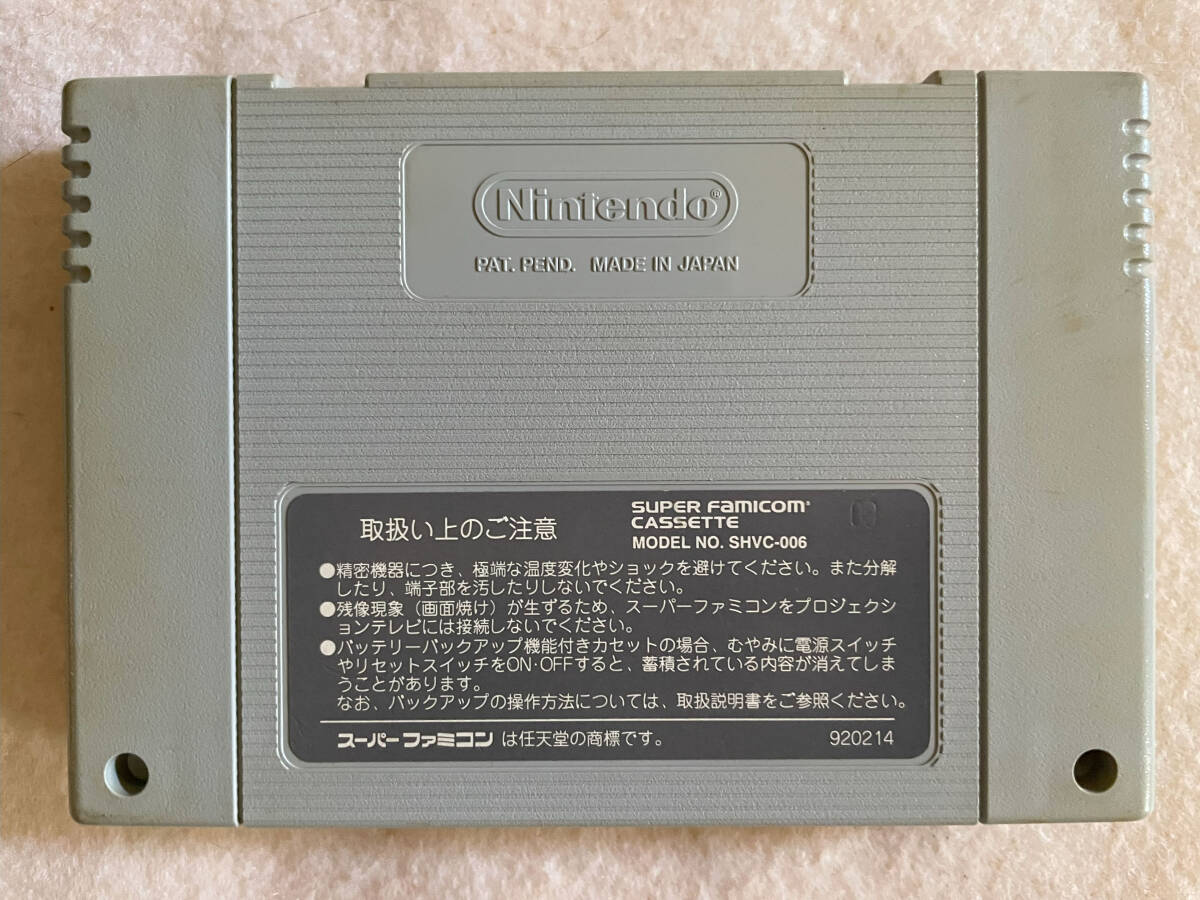 Nintendo®
PAT. PEND. MADE IN JAPAN
取扱い上のご注意
SUPER FAMICOM®
CASSETTE
MODEL NO. SHVC-006
●精密機器につき、極端な温度変化やショックを避けてください。また分解
したり、端子部を汚したりしないでください。
●残像現象（画面焼け）が生ずるため、スーパーファミコンをプロジェクシ
ョンテレビには接続しないでください。
●バッテリーバックアップ機能付きカセットの場合、むやみに電源スイッチ
やリセットスイッチをON・OFFすると、蓄積されている内容が消えてしま
うことがあります。
なお、バックアップの操作方法については、取扱説明書をご参照ください。
スーパーファミコン は任天堂の商標です。
920214